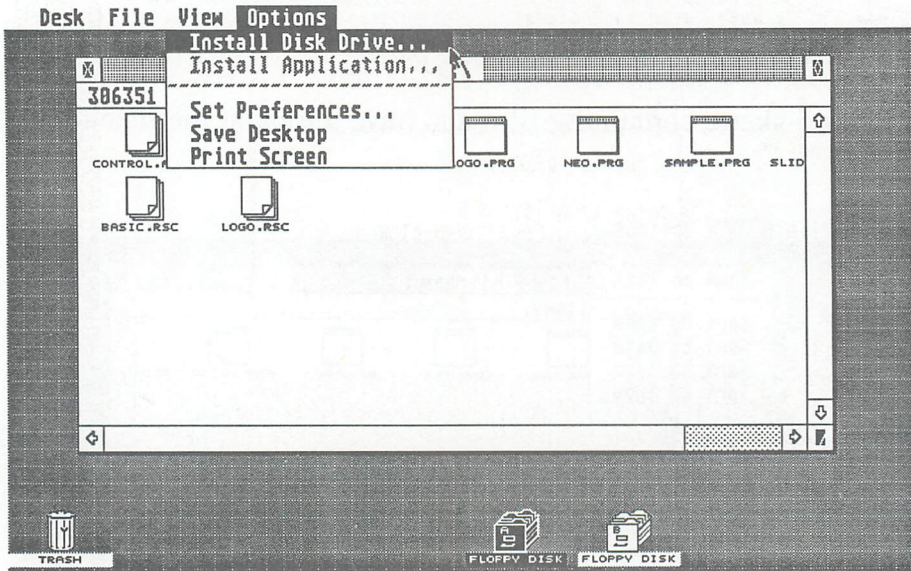 Desk File View Options
Install Disk Drive...
Install Application...
306351
Set Preferences...
Save Desktop
Print Screen
CONTROL.A
OGO.PRG
NEO.PRG
SAMPLE.PRG
SLID
BASIC.RSC
LOGO.RSC
A
B
TRASH
FLOPPY DISK
FLOPPY DISK